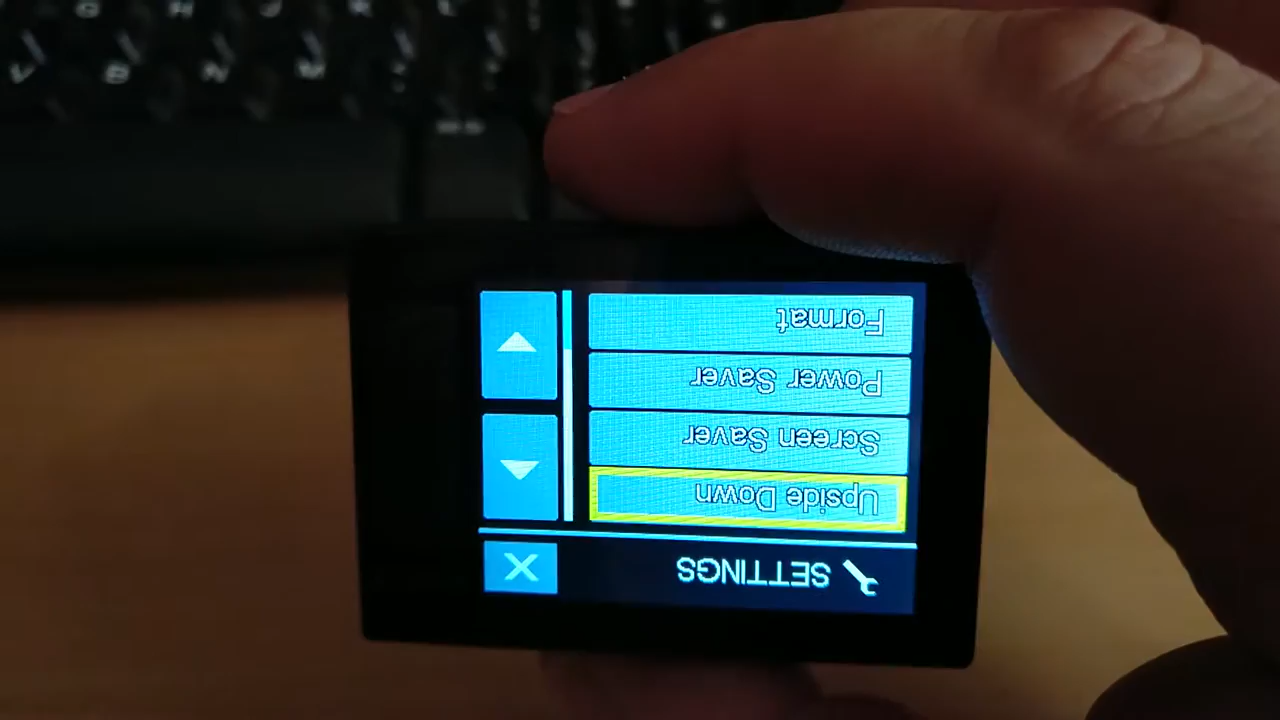 SETTINGS
X
Upside Down
Screen Saver
Power Saver
Format
G H J K L
V B N M